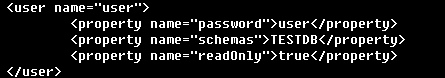 <user name="user">
        <property name="password">user</property>
        <property name="schemas">TESTDB</property>
        <property name="readOnly">true</property>
</user>